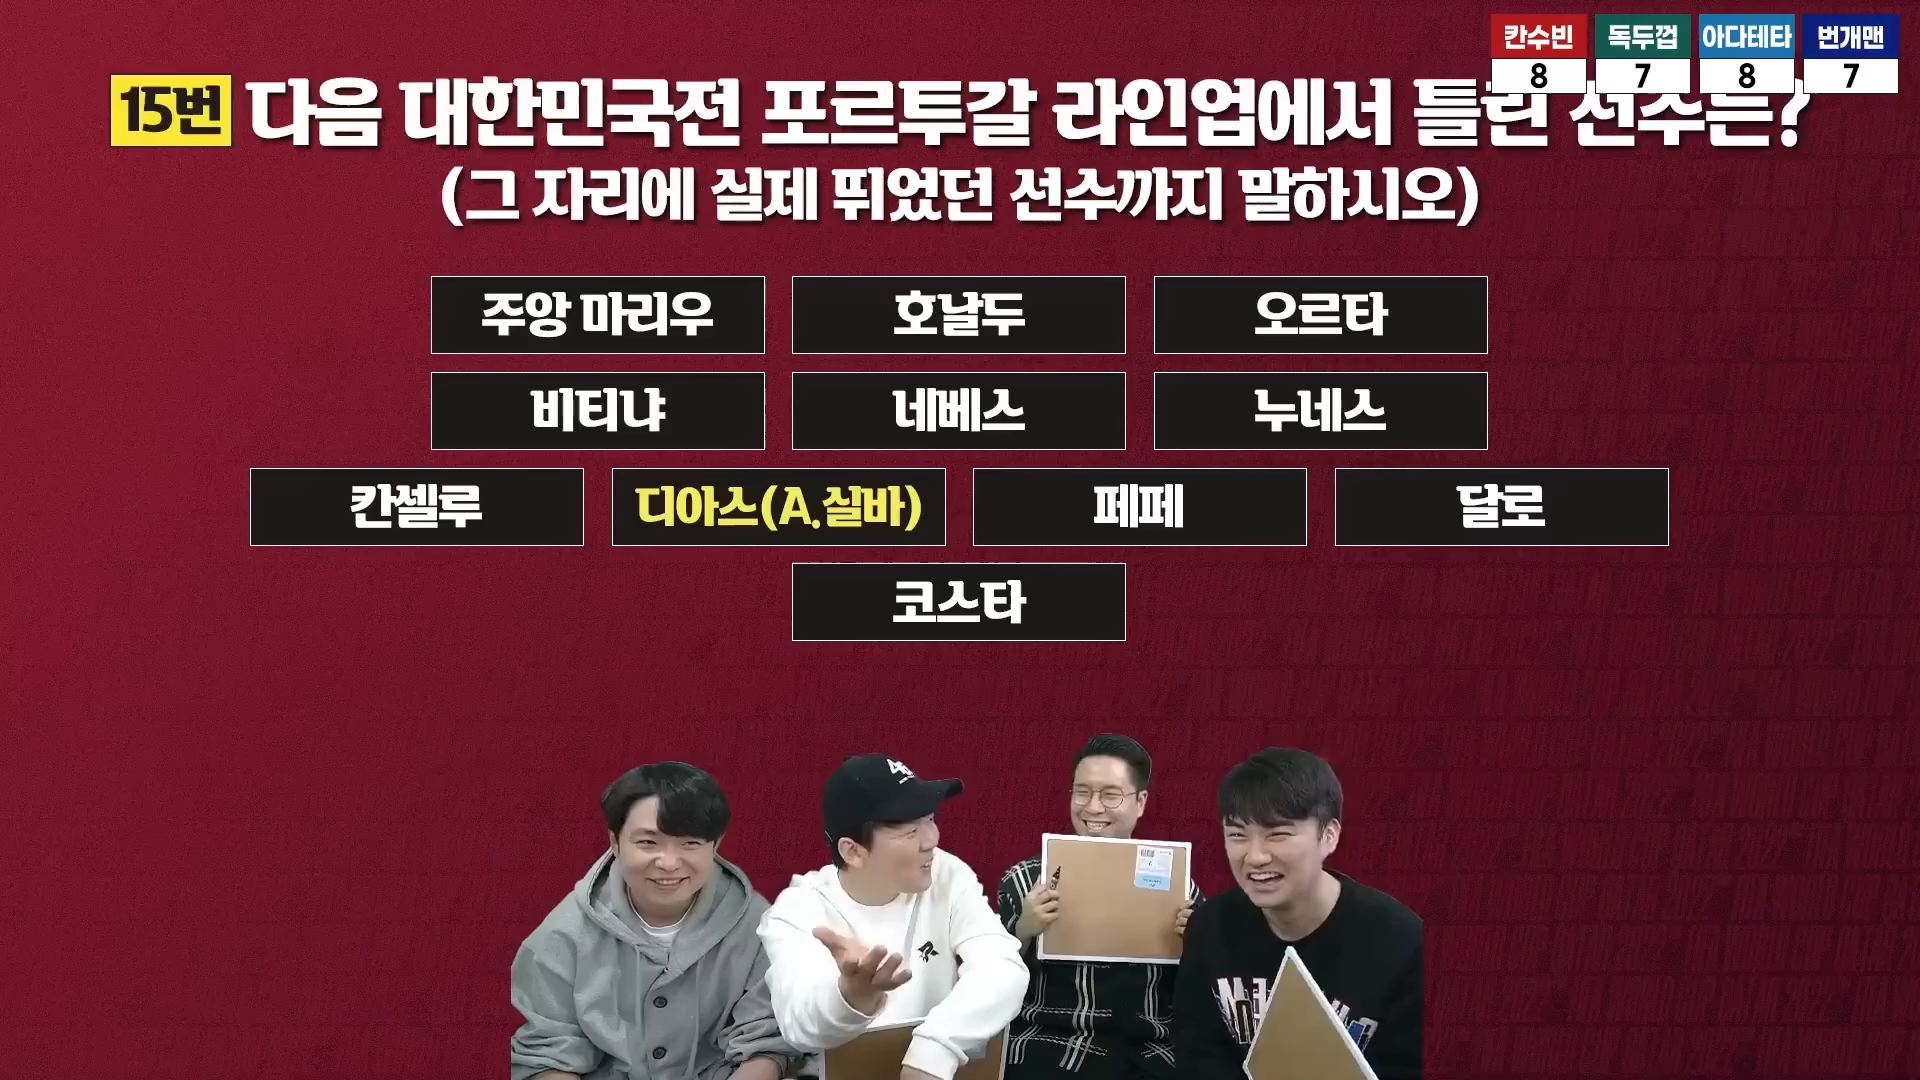 칸수빈 독두껍 아다테타 번개맨
8 7 8 7
15번 다음 대한민국전 포르투갈 라인업에서 틀린 선수는?
(그 자리에 실제 뛰었던 선수까지 말하시오)
주앙 마리우 호날두 오르타
비티냐 네베스 누네스
칸셀루 디아스(A.실바) 페페 달로
코스타